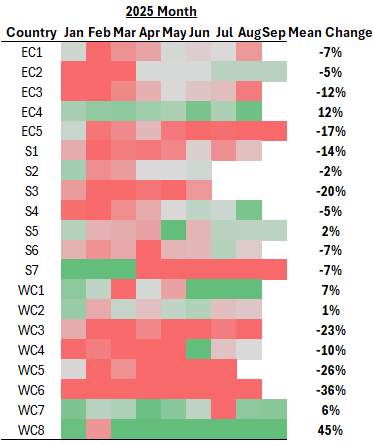 2025 Month
Country Jan Feb Mar Apr May Jun Jul Aug Sep Mean Change
EC1 -7%
EC2 -5%
EC3 -12%
EC4 12%
EC5 -17%
S1 -14%
S2 -2%
S3 -20%
S4 -5%
S5 2%
S6 -7%
S7 -7%
WC1 7%
WC2 1%
WC3 -23%
WC4 -10%
WC5 -26%
WC6 -36%
WC7 6%
WC8 45%